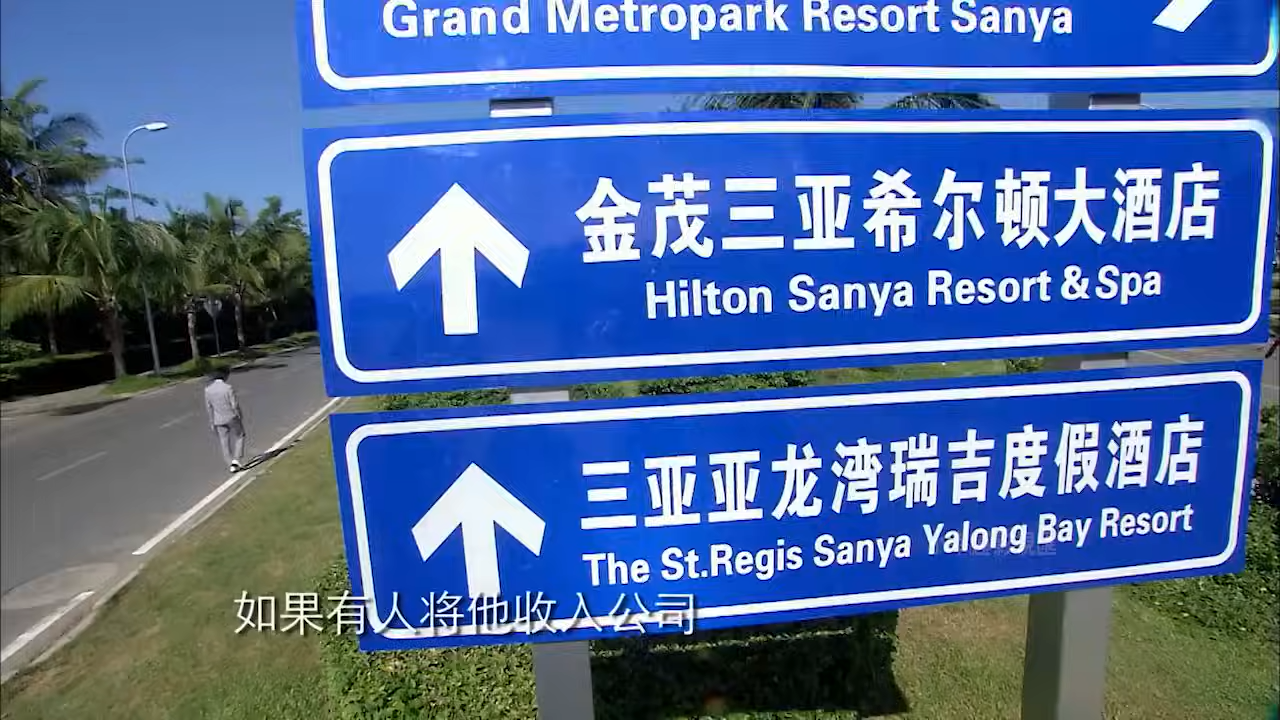 Grand Metropark Resort Sanya
金茂三亚希尔顿大酒店
Hilton Sanya Resort & Spa
三亚亚龙湾瑞吉度假酒店
The St.Regis Sanya Yalong Bay Resort
如果有人将他收入公司